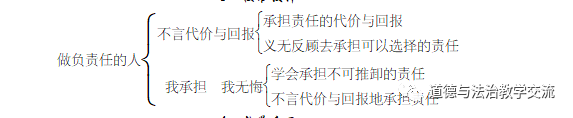 承担责任的代价与回报
不言代价与回报
义无反顾去承担可以选择的责任
做负责任的人
学会承担不可推卸的责任
我承担 我无悔
不言代价与回报地承担责任
道德与法治教学交流